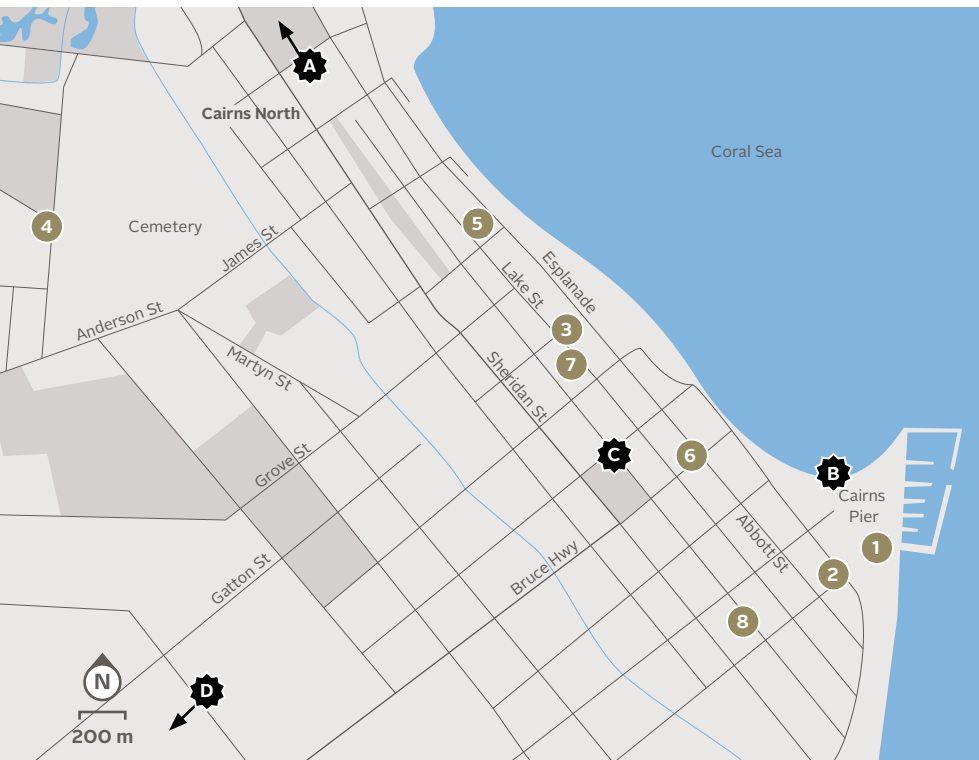 A
Cairns North
Coral Sea
4
Cemetery
5
James St
Esplanade
Lake St
Anderson St
3
Martyn St
7
Sheridan St
C
6
Grove St
B
Cairns
Pier
1
Abbott St
Bruce Hwy
2
Gatton St
8
N
D
200 m